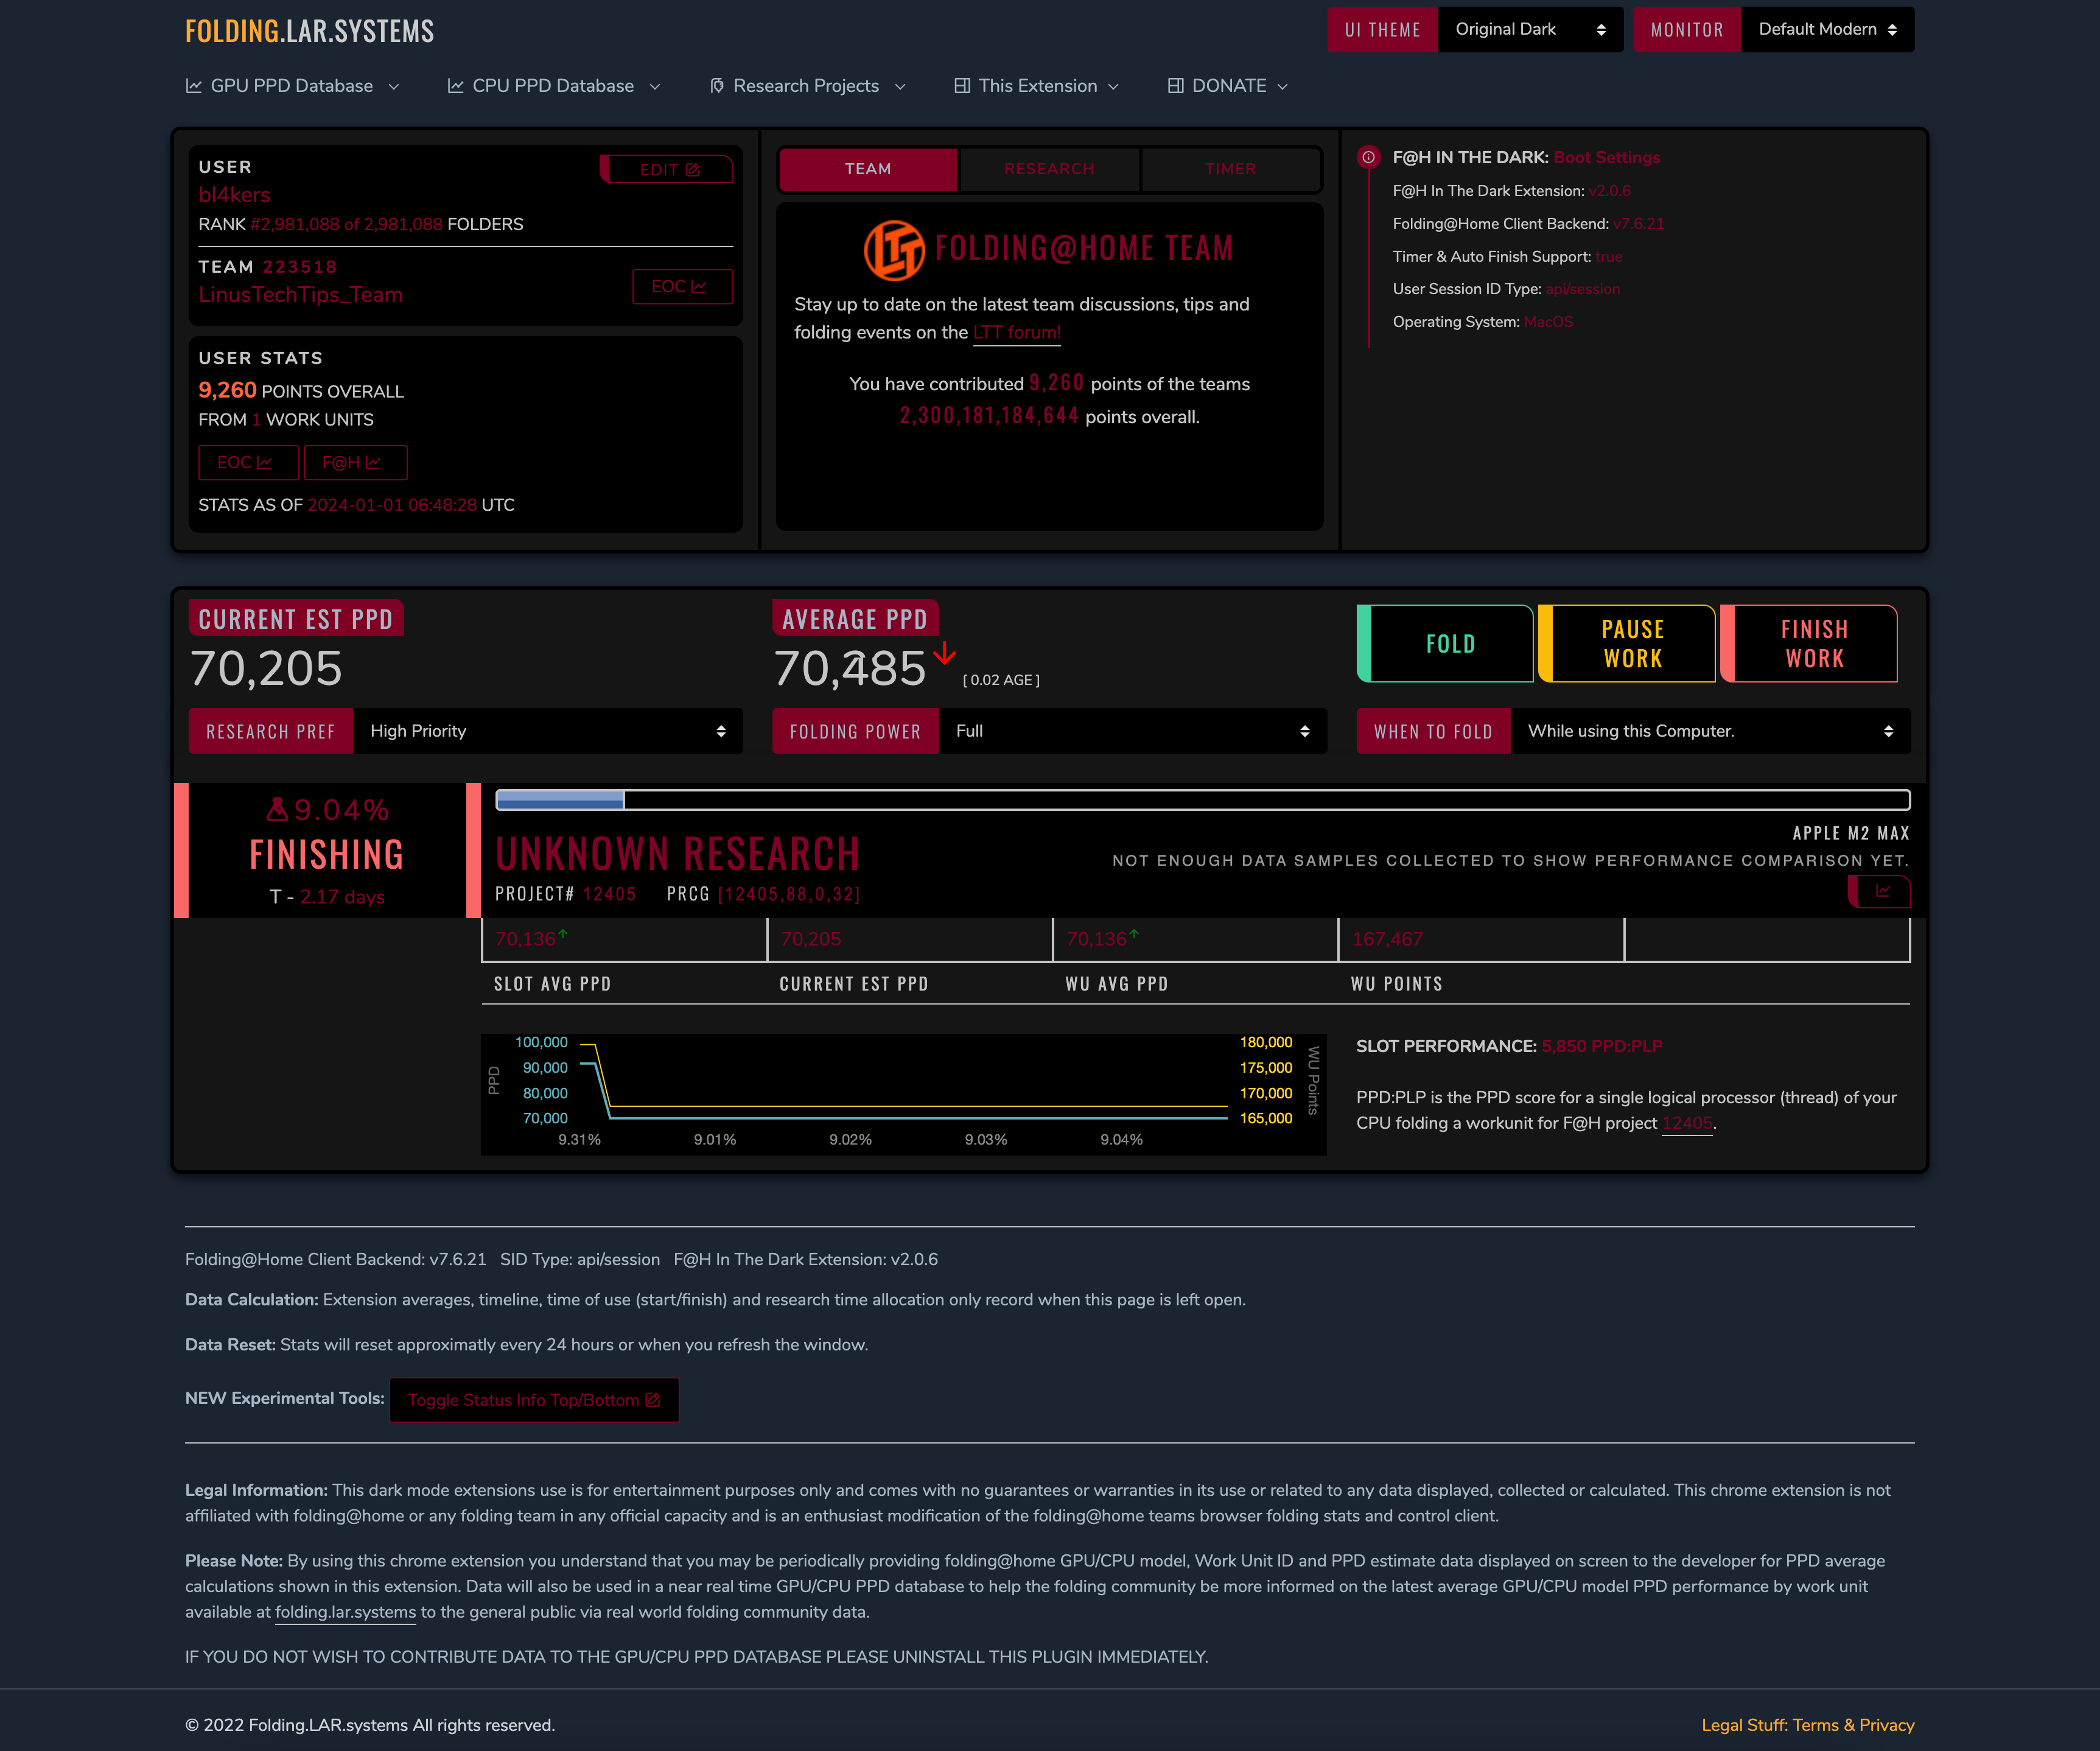 FOLDING.LAR.SYSTEMS
UI THEME Original Dark MONITOR Default Modern
GPU PPD Database CPU PPD Database Research Projects This Extension DONATE
USER
EDIT
bl4kers
RANK #2,981,088 of 2,981,088 FOLDERS
TEAM 223518
LinusTechTips_Team
EOC
USER STATS
9,260 POINTS OVERALL
FROM 1 WORK UNITS
EOC F@H
STATS AS OF 2024-01-01 06:48:28 UTC
TEAM RESEARCH TIMER
LTT FOLDING@HOME TEAM
Stay up to date on the latest team discussions, tips and
folding events on the LTT forum!
You have contributed 9,260 points of the teams
2,300,181,184,644 points overall.
F@H IN THE DARK: Boot Settings
F@H In The Dark Extension: v2.0.6
Folding@Home Client Backend: v7.6.21
Timer & Auto Finish Support: true
User Session ID Type: api/session
Operating System: MacOS
CURRENT EST PPD
70,205
AVERAGE PPD
[ 0.02 AGE ]
FOLD
PAUSE
WORK
FINISH
WORK
RESEARCH PREF High Priority
FOLDING POWER Full
WHEN TO FOLD While using this Computer.
9.04%
FINISHING
T - 2.17 days
UNKNOWN RESEARCH
PROJECT# 12405 PRCG [12405,88,0,32]
APPLE M2 MAX
NOT ENOUGH DATA SAMPLES COLLECTED TO SHOW PERFORMANCE COMPARISON YET.
70,136 70,205 70,136 167,467
SLOT AVG PPD CURRENT EST PPD WU AVG PPD WU POINTS
PPD
100,000
90,000
80,000
70,000
9.31% 9.01% 9.02% 9.03% 9.04%
180,000
175,000
170,000
165,000
WU Points
SLOT PERFORMANCE: 5,850 PPD:PLP
PPD:PLP is the PPD score for a single logical processor (thread) of your
CPU folding a workunit for F@H project 12405.
Folding@Home Client Backend: v7.6.21 SID Type: api/session F@H In The Dark Extension: v2.0.6
Data Calculation: Extension averages, timeline, time of use (start/finish) and research time allocation only record when this page is left open.
Data Reset: Stats will reset approximatly every 24 hours or when you refresh the window.
NEW Experimental Tools: Toggle Status Info Top/Bottom
Legal Information: This dark mode extensions use is for entertainment purposes only and comes with no guarantees or warranties in its use or related to any data displayed, collected or calculated. This chrome extension is not
affiliated with folding@home or any folding team in any official capacity and is an enthusiast modification of the folding@home teams browser folding stats and control client.
Please Note: By using this chrome extension you understand that you may be periodically providing folding@home GPU/CPU model, Work Unit ID and PPD estimate data displayed on screen to the developer for PPD average
calculations shown in this extension. Data will also be used in a near real time GPU/CPU PPD database to help the folding community be more informed on the latest average GPU/CPU model PPD performance by work unit
available at folding.lar.systems to the general public via real world folding community data.
IF YOU DO NOT WISH TO CONTRIBUTE DATA TO THE GPU/CPU PPD DATABASE PLEASE UNINSTALL THIS PLUGIN IMMEDIATELY.
© 2022 Folding.LAR.systems All rights reserved.
Legal Stuff: Terms & Privacy